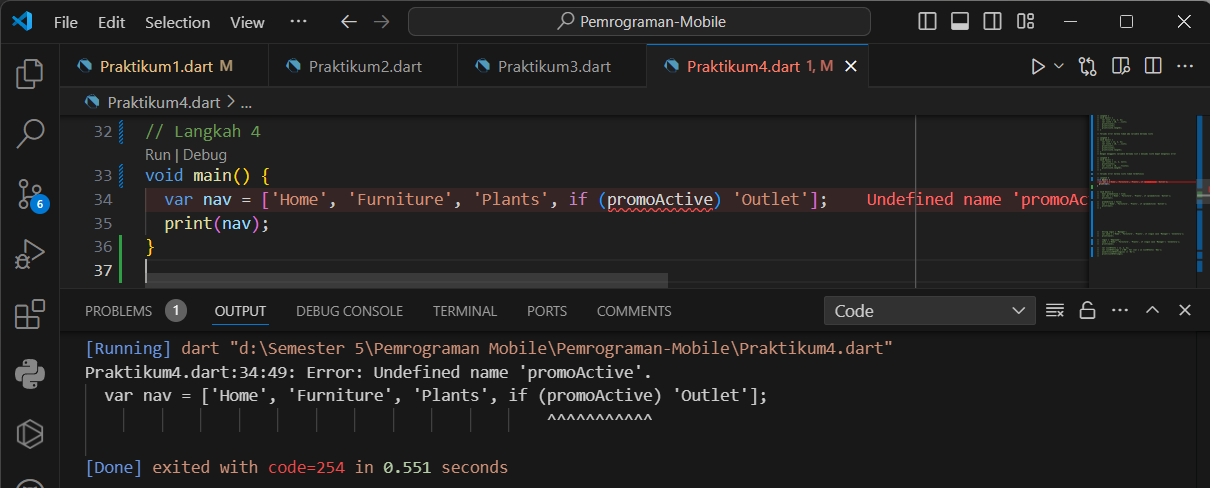 File Edit Selection View ··· Pemrograman-Mobile
Praktikum1.dart M Praktikum2.dart Praktikum3.dart Praktikum4.dart 1, M
Praktikum4.dart > ...
32 // Langkah 4
Run | Debug
33 void main() {
34 var nav = ['Home', 'Furniture', 'Plants', if (promoActive) 'Outlet']; Undefined name 'promoAc
35 print(nav);
36 }
37
6
PROBLEMS 1 OUTPUT DEBUG CONSOLE TERMINAL PORTS COMMENTS Code
[Running] dart "d:\Semester 5\Pemrograman Mobile\Pemrograman-Mobile\Praktikum4.dart"
Praktikum4.dart:34:49: Error: Undefined name 'promoActive'.
var nav = ['Home', 'Furniture', 'Plants', if (promoActive) 'Outlet'];
^^^^^^^^^^^
[Done] exited with code=254 in 0.551 seconds